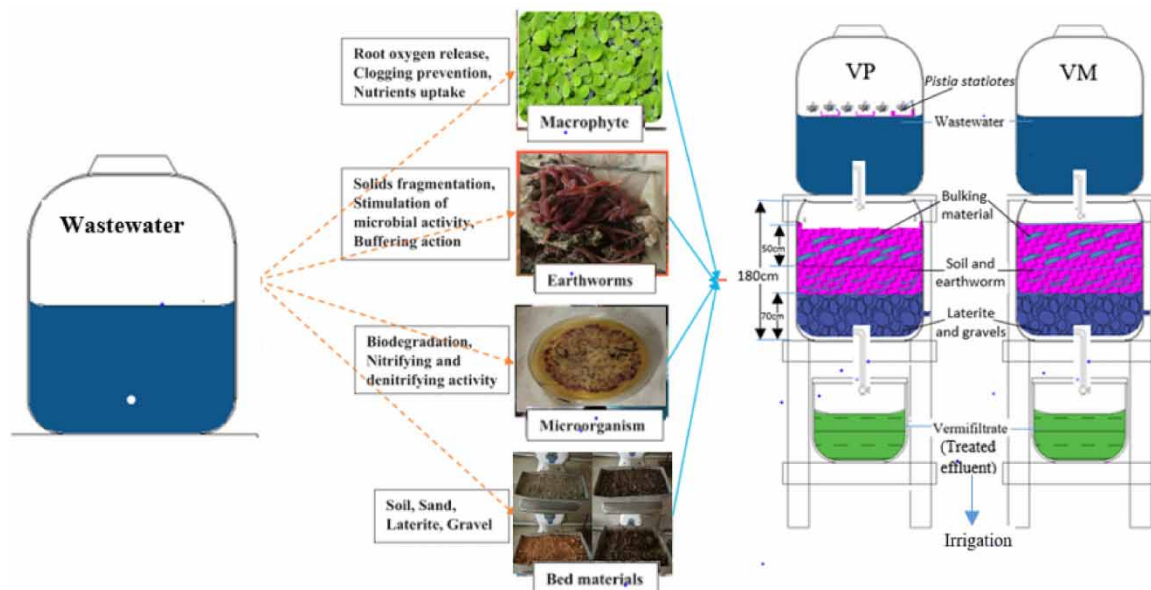 Wastewater
Root oxygen release,
Clogging prevention,
Nutrients uptake
Macrophyte
Solids fragmentation,
Stimulation of
microbial activity,
Buffering action
Earthworms
Biodegradation,
Nitrifying and
denitrifying activity
Microorganism
Soil, Sand,
Laterite, Gravel
Bed materials
VP
VM
Pistia statiotes
Wastewater
Bulking
material
50cm
180cm
Soil and
earthworm
70cm
Laterite
and gravels
Vermifiltrate
(Treated
effluent)
Irrigation